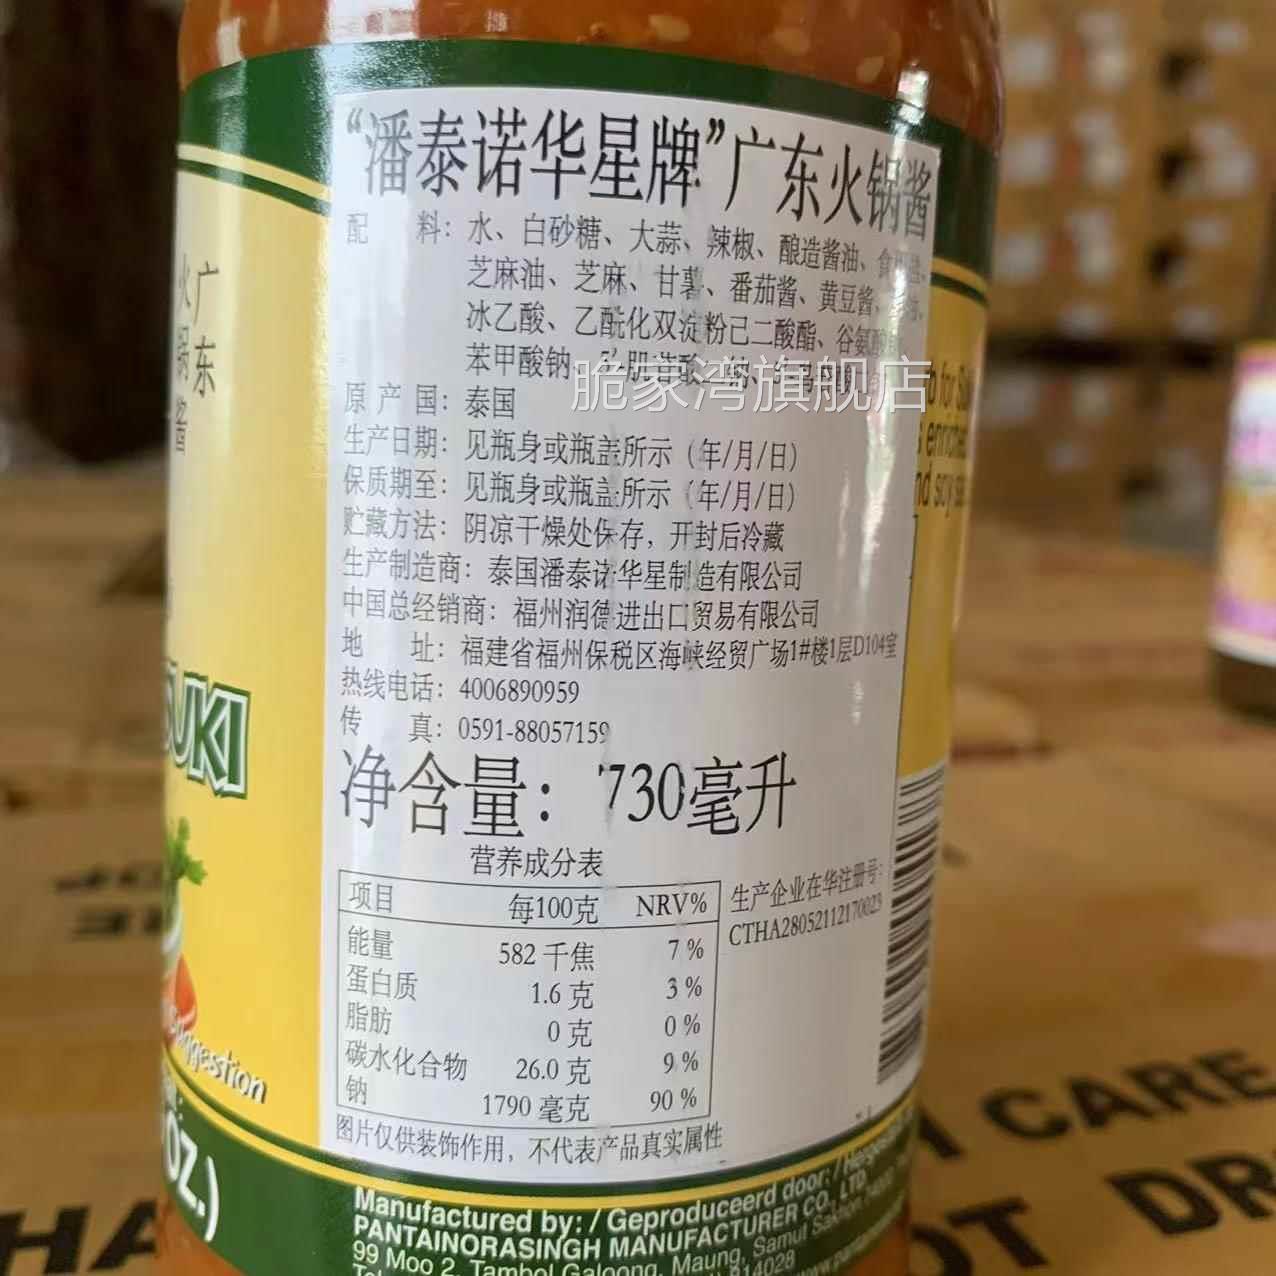 “潘泰诺华星牌”广东火锅酱
配 料：水、白砂糖、大蒜、辣椒、酿造酱油、食用盐、
芝麻油、芝麻、甘薯、番茄酱、黄豆酱、
冰乙酸、乙酰化双淀粉己二酸酯、谷氨酸钠、
苯甲酸钠、
脆家湾旗舰店
原 产 国：泰国
生产日期：见瓶身或瓶盖所示（年/月/日）
保质期至：见瓶身或瓶盖所示（年/月/日）
贮藏方法：阴凉干燥处保存，开封后冷藏
生产制造商：泰国潘泰诺华星制造有限公司
中国总经销商：福州润德进出口贸易有限公司
地 址：福建省福州保税区海峡经贸广场1#楼1层D104室
热线电话：4006890959
传 真：0591-88057159
净含量：730毫升
营养成分表
项目 每100克 NRV%
能量 582 千焦 7 %
蛋白质 1.6 克 3 %
脂肪 0 克 0 %
碳水化合物 26.0 克 9 %
钠 1790 毫克 90 %
生产企业在华注册号：
CTHA28052112170023
图片仅供装饰作用，不代表产品真实属性
Manufactured by: / Geproduceerd door: /
PANTAINORASINGH MANUFACTURER CO., LTD.
99 Moo 2, Tambol Galoong, Maung, Samut Sakhon
广东
火锅酱
SUKI
suggestion
OZ.)
for
enriched
and soy
CARE